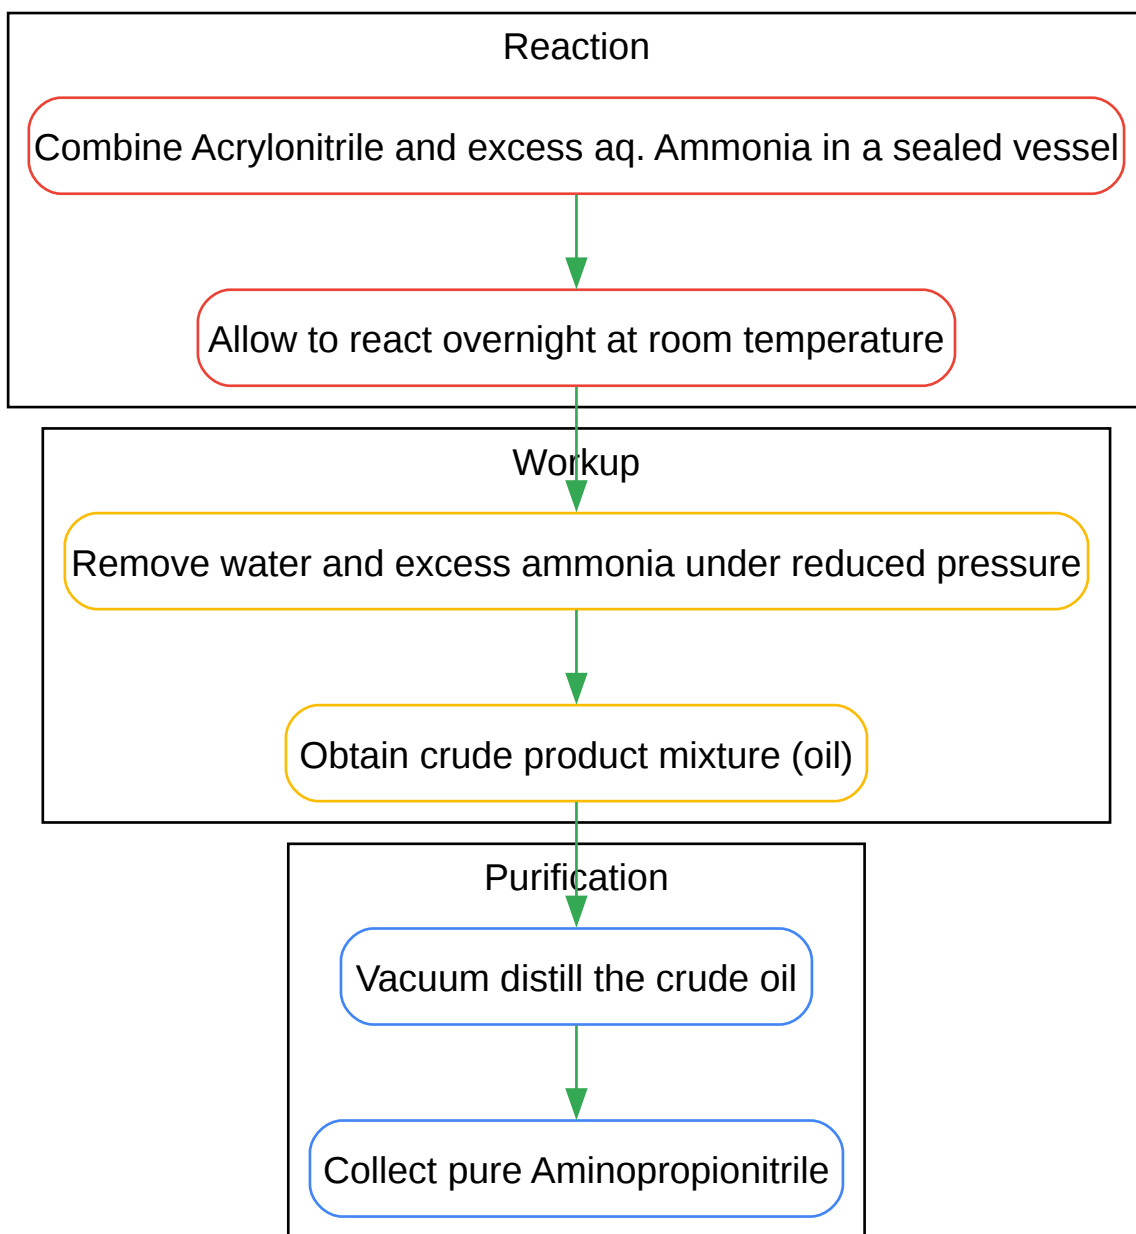 Reaction
Combine Acrylonitrile and excess aq. Ammonia in a sealed vessel
Allow to react overnight at room temperature
Workup
Remove water and excess ammonia under reduced pressure
Obtain crude product mixture (oil)
Purification
Vacuum distill the crude oil
Collect pure Aminopropionitrile